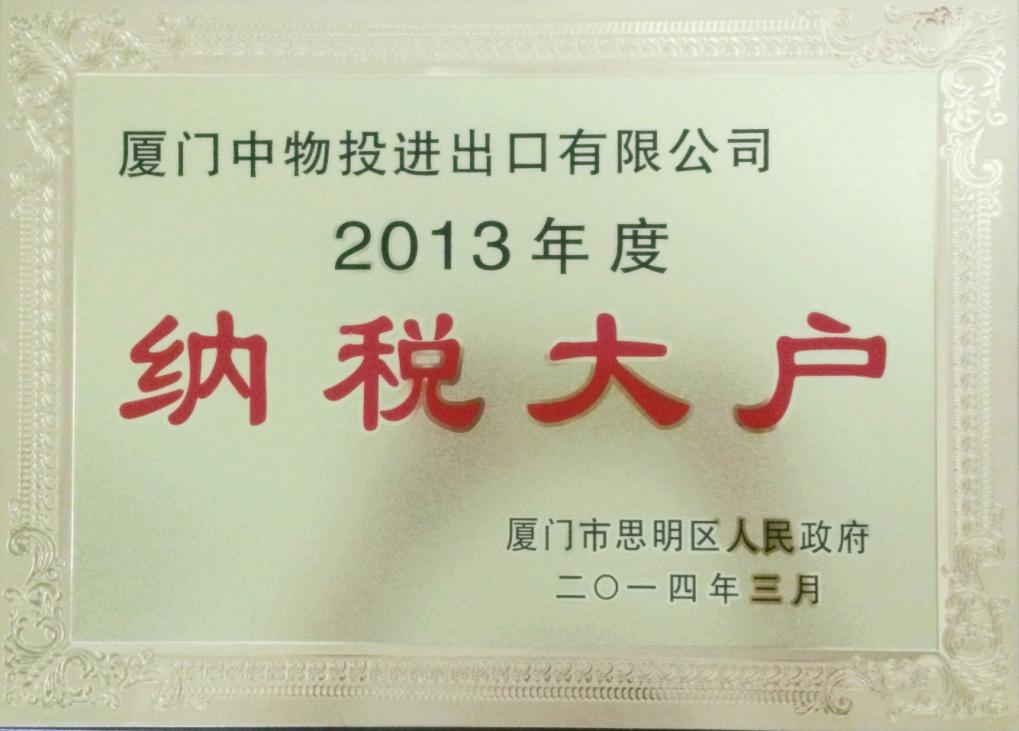 厦门中物投进出口有限公司
2013年度
纳税大户
厦门市思明区人民政府
二〇一四年三月